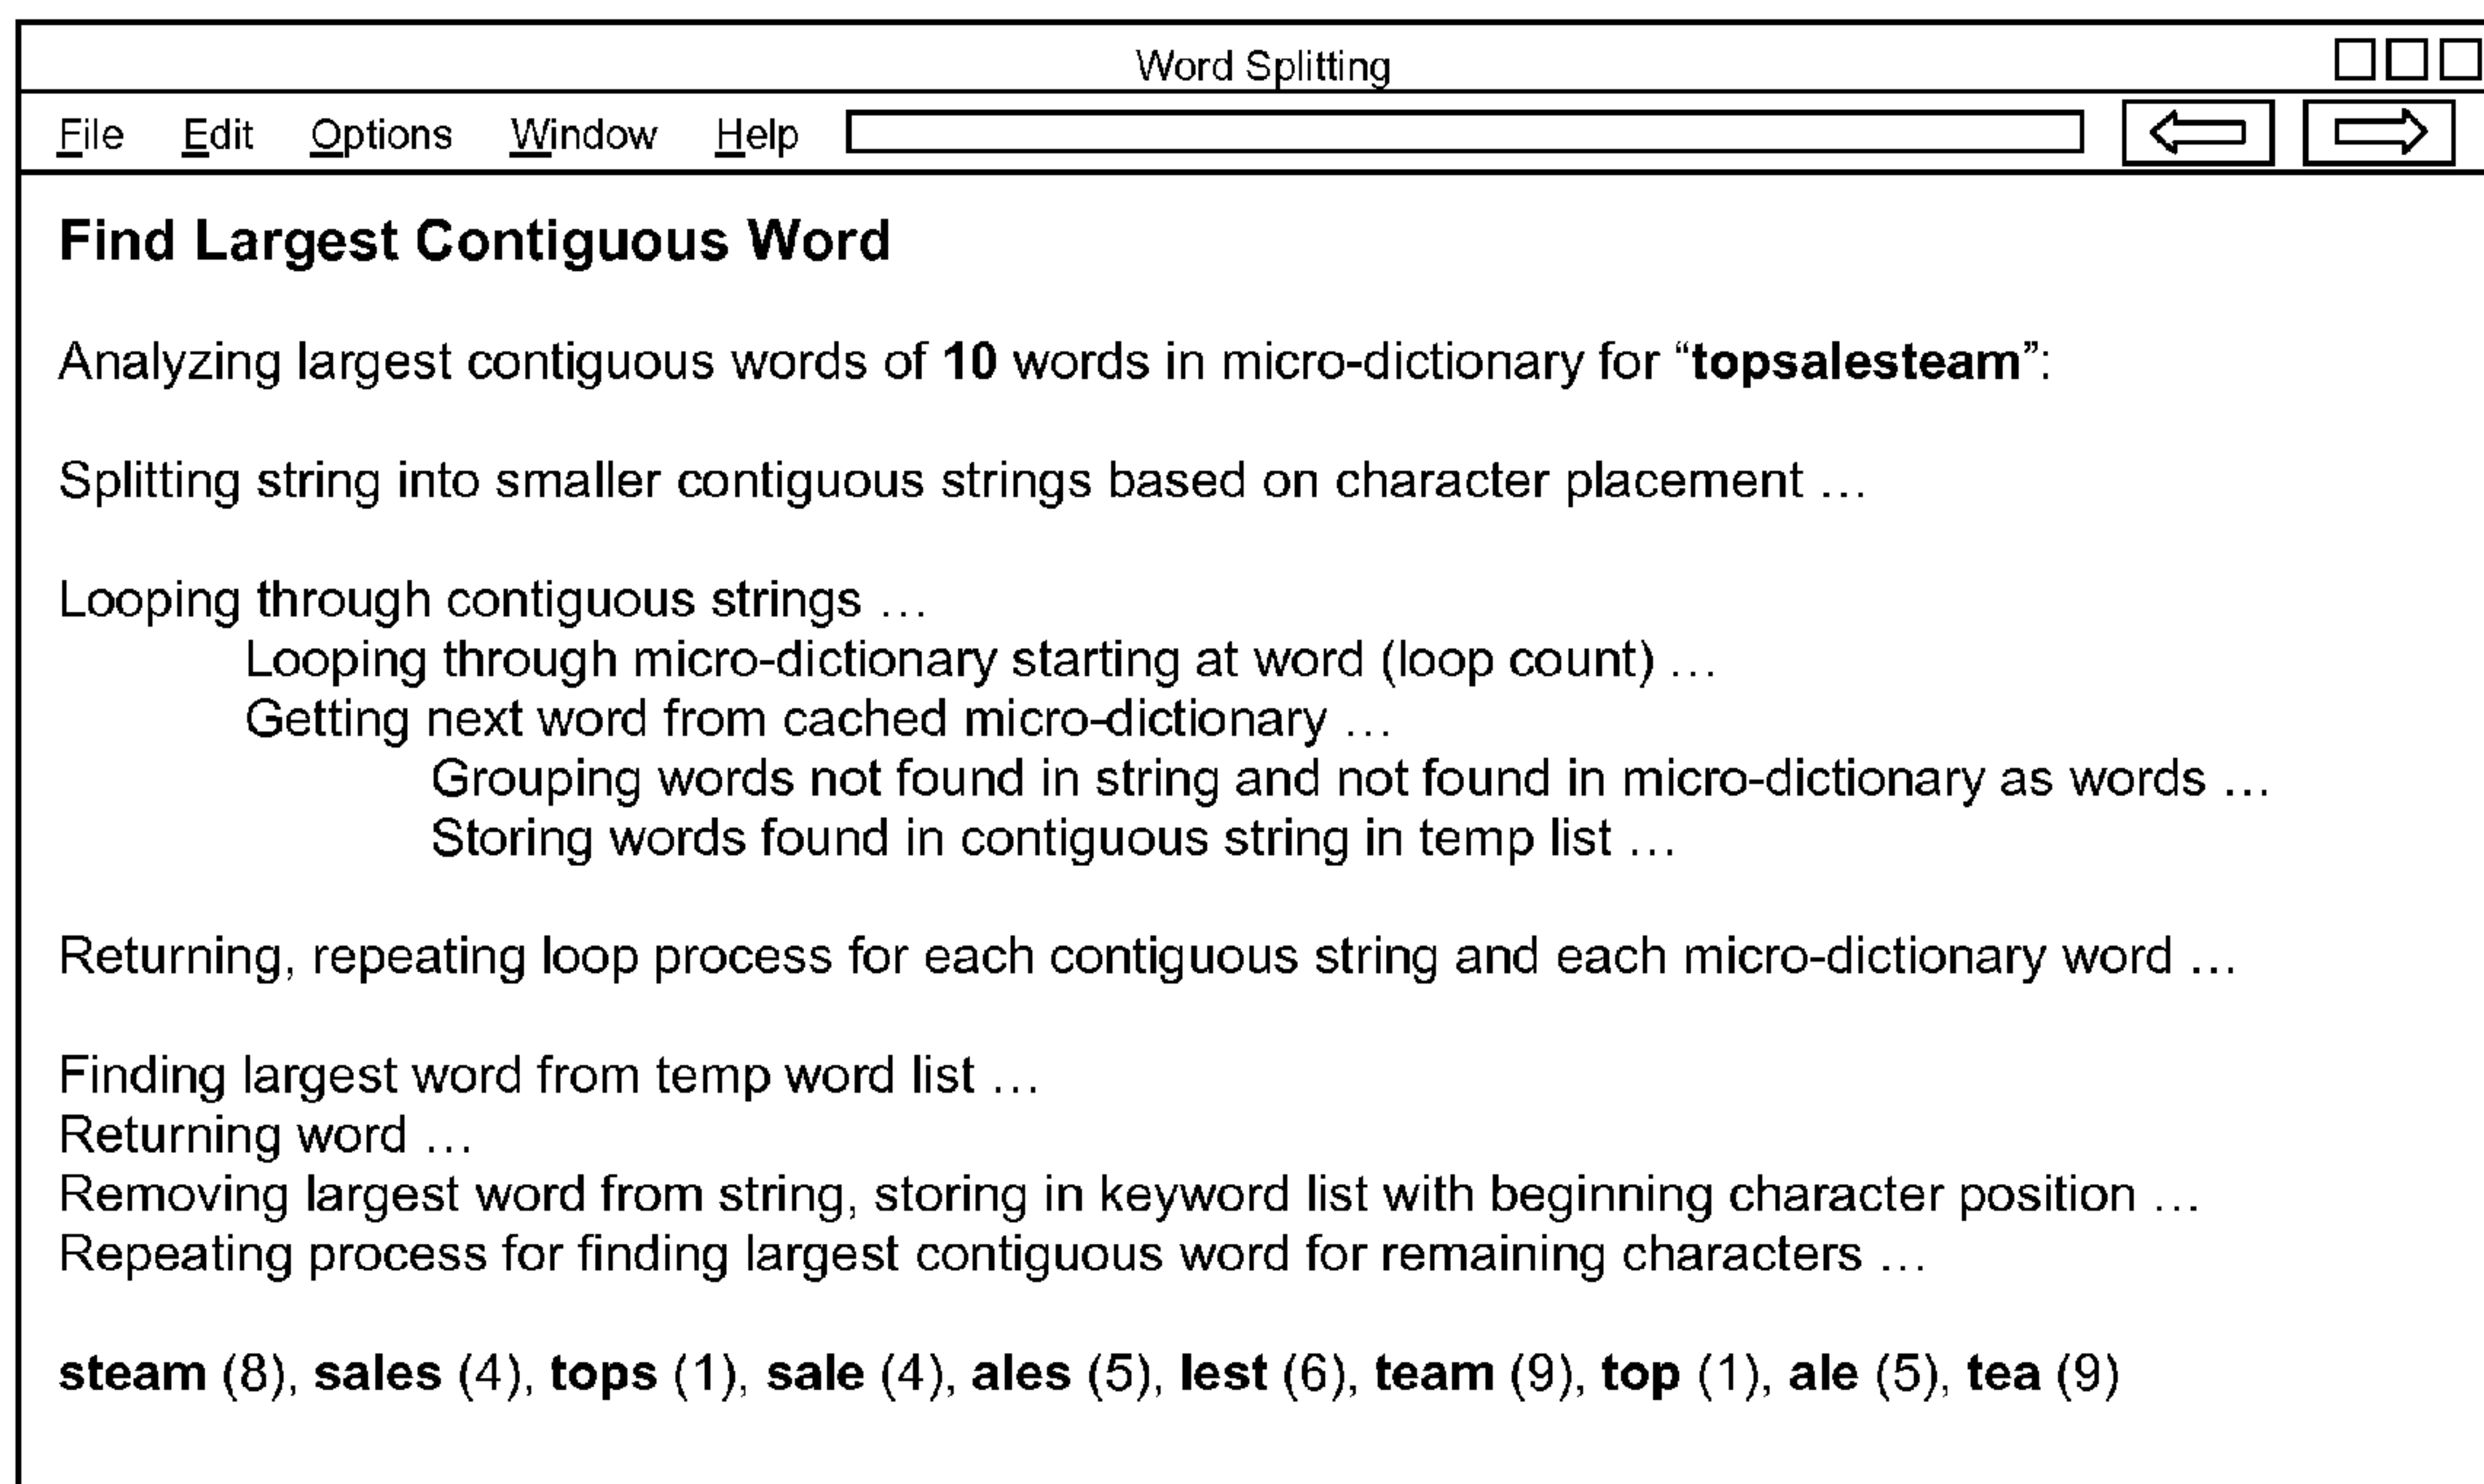 Word Splitting
File Edit Options Window Help
Find Largest Contiguous Word
Analyzing largest contiguous words of 10 words in micro-dictionary for “topsalesteam”:
Splitting string into smaller contiguous strings based on character placement …
Looping through contiguous strings …
Looping through micro-dictionary starting at word (loop count) …
Getting next word from cached micro-dictionary …
Grouping words not found in string and not found in micro-dictionary as words …
Storing words found in contiguous string in temp list …
Returning, repeating loop process for each contiguous string and each micro-dictionary word …
Finding largest word from temp word list …
Returning word …
Removing largest word from string, storing in keyword list with beginning character position …
Repeating process for finding largest contiguous word for remaining characters …
steam (8), sales (4), tops (1), sale (4), ales (5), lest (6), team (9), top (1), ale (5), tea (9)